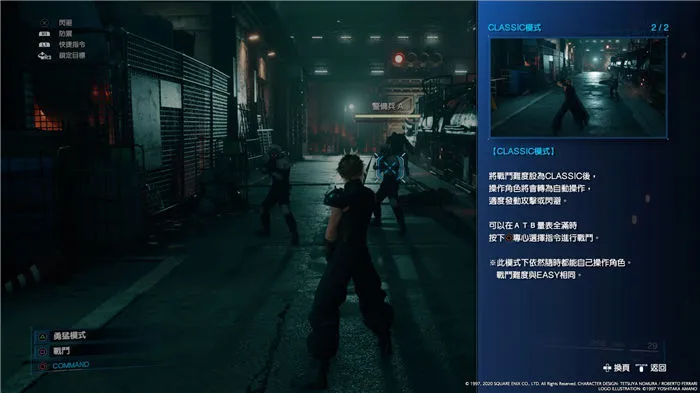 閃避
防禦
快捷指令
R3 鎖定目標
警備兵 A
勇猛模式
戰鬥
COMMAND
CLASSIC模式 2 / 2
【CLASSIC模式】
將戰鬥難度設為CLASSIC後，
操作角色將會轉為自動操作，
適度發動攻擊或閃避。
可以在ＡＴＢ量表全滿時
按下專心選擇指令進行戰鬥。
※此模式下依然隨時都能自己操作角色。
戰鬥難度與EASY相同。
29
換頁 返回
© 1997, 2020 SQUARE ENIX CO., LTD. All Rights Reserved. CHARACTER DESIGN: TETSUYA NOMURA / ROBERTO FERRARI
LOGO ILLUSTRATION: ©1997 YOSHITAKA AMANO